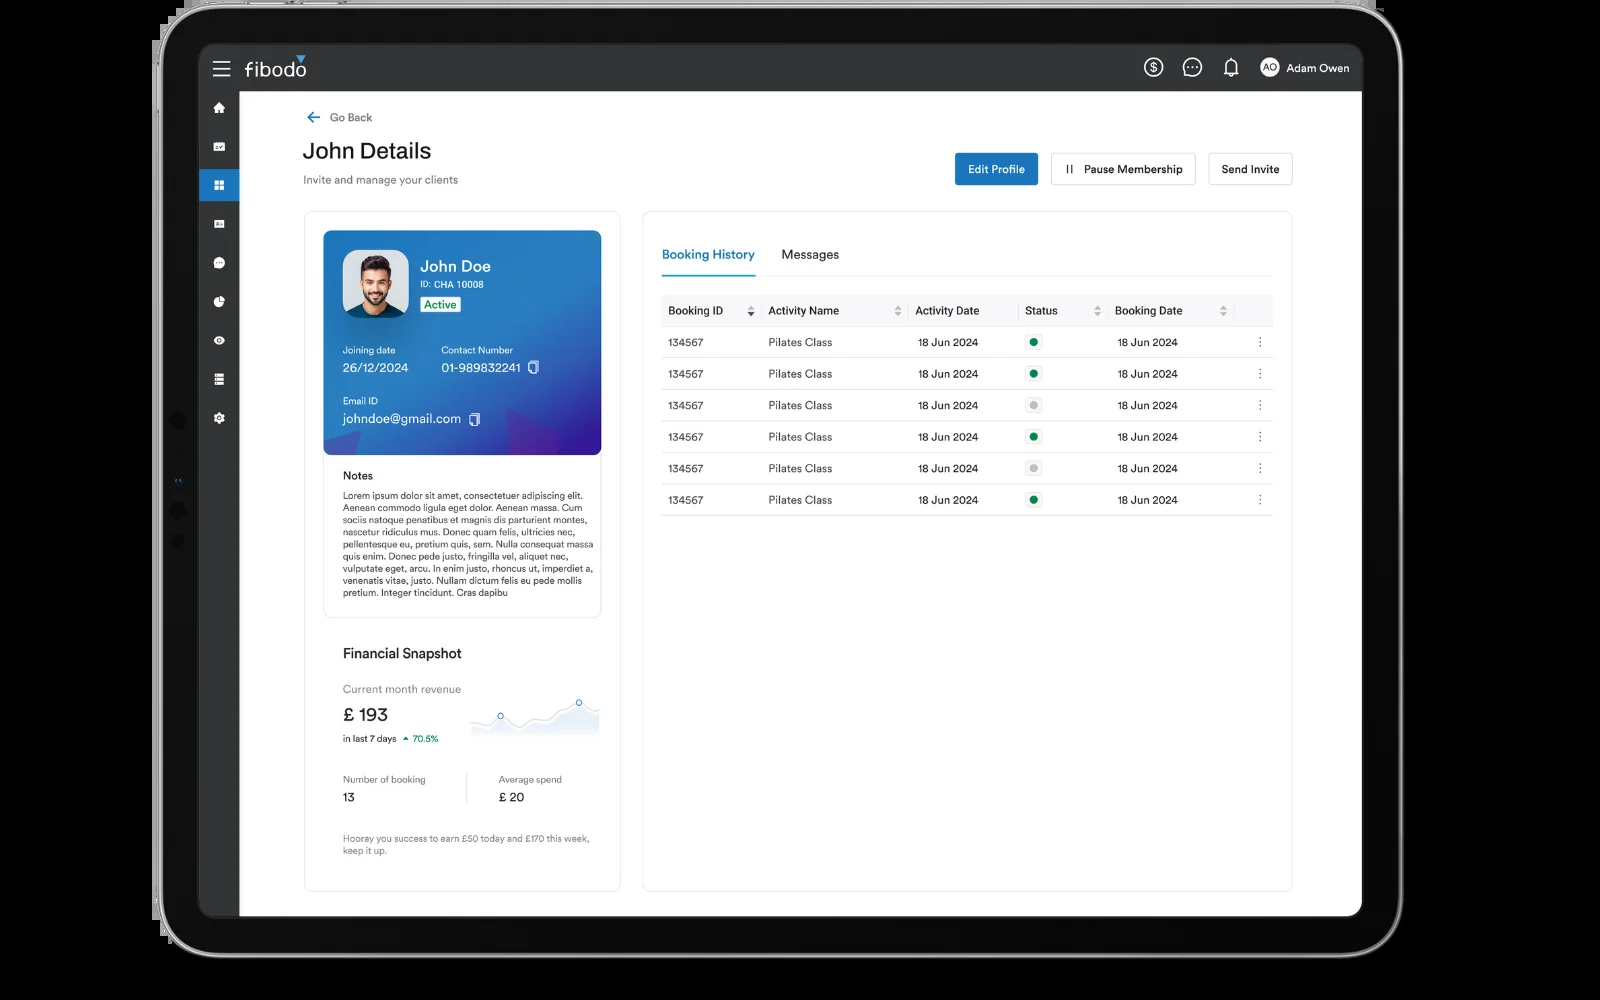 fibodo
$
AO Adam Owen
Go Back
John Details
Invite and manage your clients
Edit Profile
Pause Membership
Send Invite
John Doe
ID: CHA 10008
Active
Joining date Contact Number
26/12/2024 01-989832241
Email ID
johndoe@gmail.com
Notes
Lorem ipsum dolor sit amet, consectetuer adipiscing elit.
Aenean commodo ligula eget dolor. Aenean massa. Cum
sociis natoque penatibus et magnis dis parturient montes,
nascetur ridiculus mus. Donec quam felis, ultricies nec,
pellentesque eu, pretium quis, sem. Nulla consequat massa
quis enim. Donec pede justo, fringilla vel, aliquet nec,
vulputate eget, arcu. In enim justo, rhoncus ut, imperdiet a,
venenatis vitae, justo. Nullam dictum felis eu pede mollis
pretium. Integer tincidunt. Cras dapibu
Financial Snapshot
Current month revenue
£ 193
in last 7 days 70.5%
Number of booking Average spend
13 £ 20
Hooray you success to earn £50 today and £170 this week,
keep it up.
Booking History Messages
Booking ID Activity Name Activity Date Status Booking Date
134567 Pilates Class 18 Jun 2024 18 Jun 2024
134567 Pilates Class 18 Jun 2024 18 Jun 2024
134567 Pilates Class 18 Jun 2024 18 Jun 2024
134567 Pilates Class 18 Jun 2024 18 Jun 2024
134567 Pilates Class 18 Jun 2024 18 Jun 2024
134567 Pilates Class 18 Jun 2024 18 Jun 2024